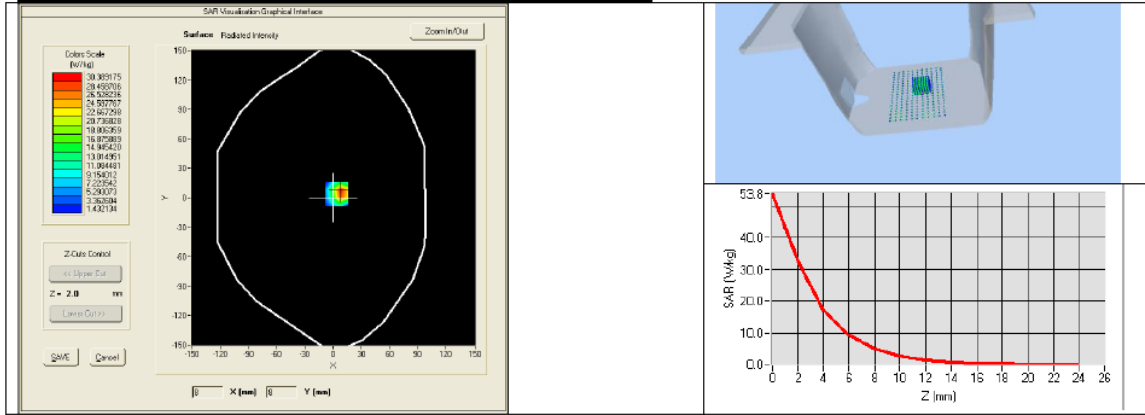 SAR Visualisation Graphical Interface
Surface Radiated Intensity
Zoom In/Out
Colors Scale
(W/kg)
30.389175
28.458706
26.528236
24.597767
22.667298
20.736828
18.806359
16.875889
14.945420
13.014951
11.084481
9.154012
7.223542
5.293073
3.362604
1.432134
150
120
90
60
30
0
-30
-60
-90
-120
-150
Y
-150 -120 -90 -60 -30 0 30 60 90 120 150
X
Z-Cuts Control
<< Upper Cut
Z = 2.0 mm
Lower Cut >>
SAVE Cancel
8 X (mm) 8 Y (mm)
53.8
40.0
30.0
20.0
10.0
0.0
SAR (W/kg)
0 2 4 6 8 10 12 14 16 18 20 22 24 26
Z (mm)